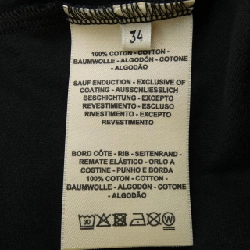 34
100% COTON - COTTON -
BAUMWOLLE - ALGODÓN - COTONE
- ALGODÃO
SAUF ENDUCTION - EXCLUSIVE OF
COATING - AUSSCHLIESSLICH
BESCHICHTUNG - EXCEPTO
REVESTIMIENTO - ESCLUSO
RIVESTIMENTO - EXCEPTO
REVESTIMENTO
BORD CÔTE - RIB - SEITENBAND -
REMATE ELÁSTICO - ORLO A
COSTINE - PUNHO E BORDA
100% COTON - COTTON -
BAUMWOLLE - ALGODÓN - COTONE
- ALGODÃO